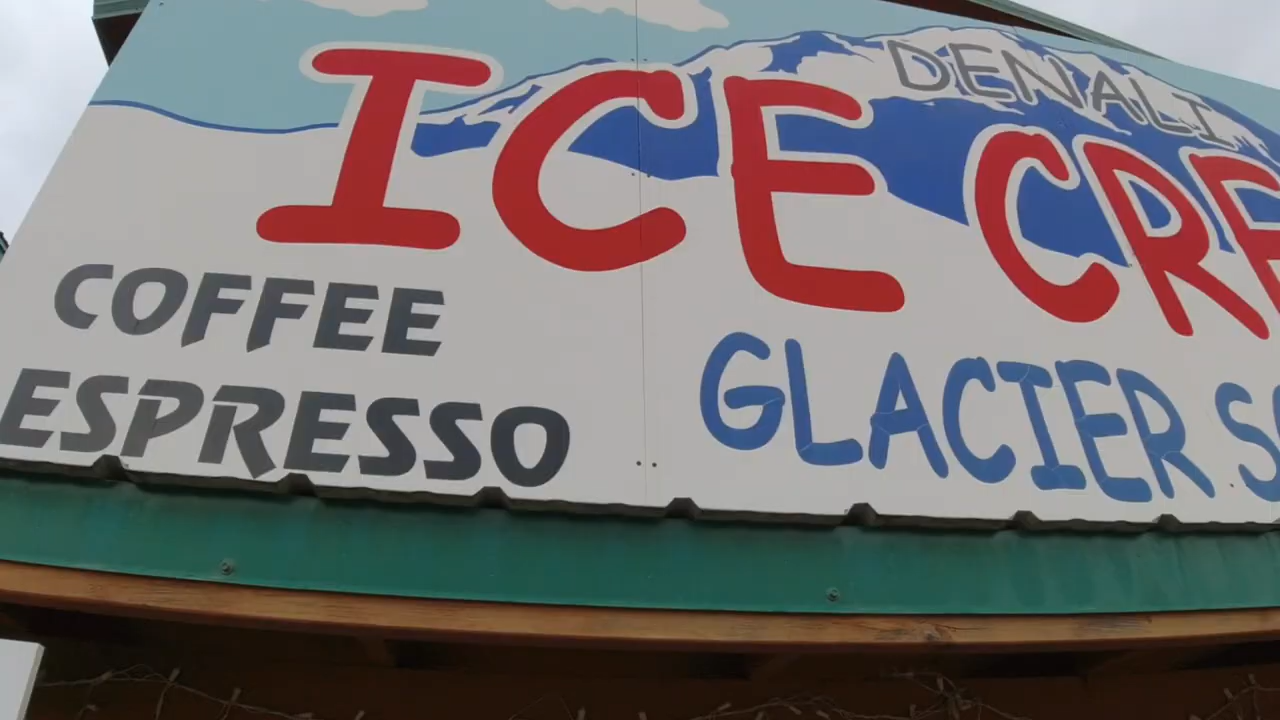 DENALI
ICE CRE
COFFEE
ESPRESSO
GLACIER S